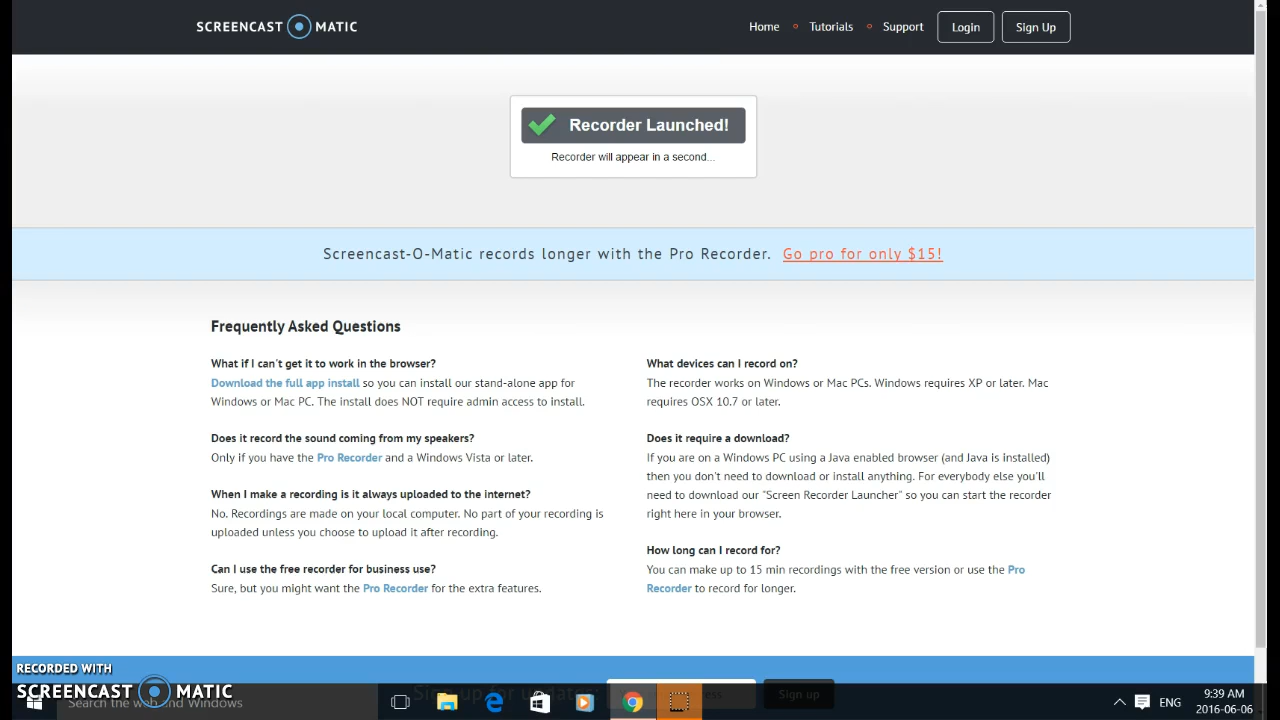 SCREENCAST MATIC
Home Tutorials Support Login Sign Up
Recorder Launched!
Recorder will appear in a second...
Screencast-O-Matic records longer with the Pro Recorder. Go pro for only $15!
Frequently Asked Questions
What if I can't get it to work in the browser?
Download the full app install so you can install our stand-alone app for
Windows or Mac PC. The install does NOT require admin access to install.
Does it record the sound coming from my speakers?
Only if you have the Pro Recorder and a Windows Vista or later.
When I make a recording is it always uploaded to the internet?
No. Recordings are made on your local computer. No part of your recording is
uploaded unless you choose to upload it after recording.
Can I use the free recorder for business use?
Sure, but you might want the Pro Recorder for the extra features.
What devices can I record on?
The recorder works on Windows or Mac PCs. Windows requires XP or later. Mac
requires OSX 10.7 or later.
Does it require a download?
If you are on a Windows PC using a Java enabled browser (and Java is installed)
then you don't need to download or install anything. For everybody else you'll
need to download our "Screen Recorder Launcher" so you can start the recorder
right here in your browser.
How long can I record for?
You can make up to 15 min recordings with the free version or use the Pro
Recorder to record for longer.
RECORDED WITH
SCREENCAST MATIC
Sign up for updates: Sign up
Search the web and Windows
ENG
9:39 AM
2016-06-06